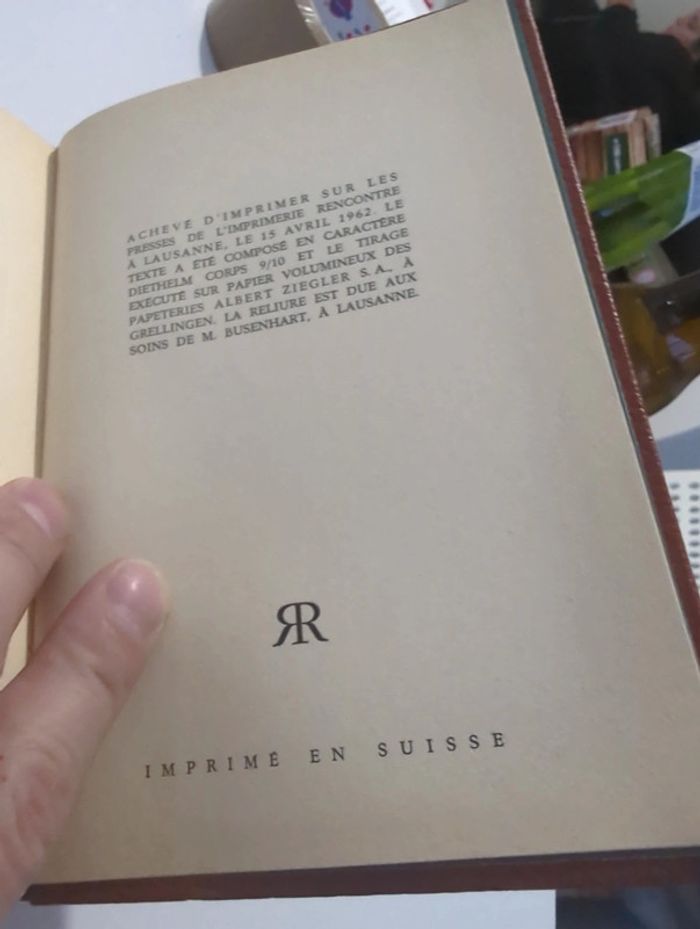 ACHEVÉ D'IMPRIMER SUR LES
PRESSES DE L'IMPRIMERIE RENCONTRE
À LAUSANNE, LE 15 AVRIL 1962. LE
TEXTE A ÉTÉ COMPOSÉ EN CARACTÈRE
DIETHELM CORPS 9/10 ET LE TIRAGE
EXÉCUTÉ SUR PAPIER VOLUMINEUX DES
PAPETERIES ALBERT ZIEGLER S.A., À
GRELLINGEN. LA RELIURE EST DUE AUX
SOINS DE M. BUSENHART, À LAUSANNE.
RR
IMPRIMÉ EN SUISSE